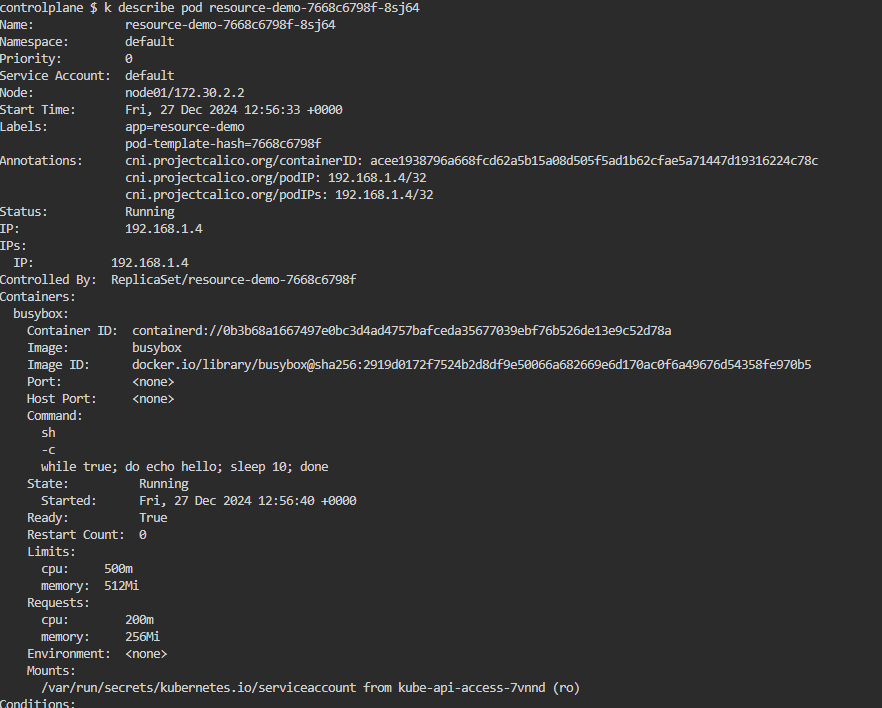 controlplane $ k describe pod resource-demo-7668c6798f-8sj64
Name:             resource-demo-7668c6798f-8sj64
Namespace:        default
Priority:         0
Service Account:  default
Node:             node01/172.30.2.2
Start Time:       Fri, 27 Dec 2024 12:56:33 +0000
Labels:           app=resource-demo
                  pod-template-hash=7668c6798f
Annotations:      cni.projectcalico.org/containerID: acee1938796a668fcd62a5b15a08d505f5ad1b62cfae5a71447d19316224c78c
                  cni.projectcalico.org/podIP: 192.168.1.4/32
                  cni.projectcalico.org/podIPs: 192.168.1.4/32
Status:           Running
IP:               192.168.1.4
IPs:
  IP:           192.168.1.4
Controlled By:  ReplicaSet/resource-demo-7668c6798f
Containers:
  busybox:
    Container ID:  containerd://0b3b68a1667497e0bc3d4ad4757bafceda35677039ebf76b526de13e9c52d78a
    Image:         busybox
    Image ID:      docker.io/library/busybox@sha256:2919d0172f7524b2d8df9e50066a682669e6d170ac0f6a49676d54358fe970b5
    Port:          <none>
    Host Port:     <none>
    Command:
      sh
      -c
      while true; do echo hello; sleep 10; done
    State:          Running
      Started:      Fri, 27 Dec 2024 12:56:40 +0000
    Ready:          True
    Restart Count:  0
    Limits:
      cpu:     500m
      memory:  512Mi
    Requests:
      cpu:        200m
      memory:     256Mi
    Environment:  <none>
    Mounts:
      /var/run/secrets/kubernetes.io/serviceaccount from kube-api-access-7vnnd (ro)
Conditions: